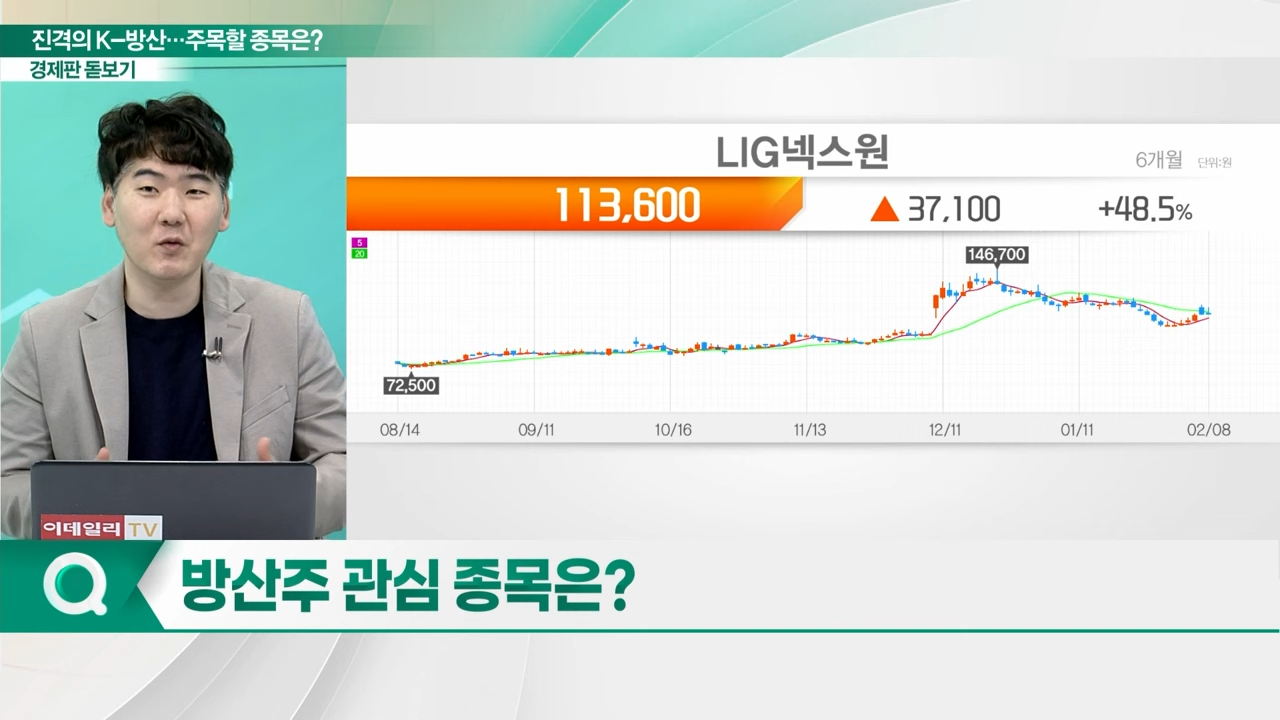 진격의 K-방산…주목할 종목은?
경제판 돋보기
LIG넥스원
6개월 단위:원
113,600 ▲ 37,100 +48.5%
5
20
146,700
72,500
08/14 09/11 10/16 11/13 12/11 01/11 02/08
이데일리 TV
Q 방산주 관심 종목은?